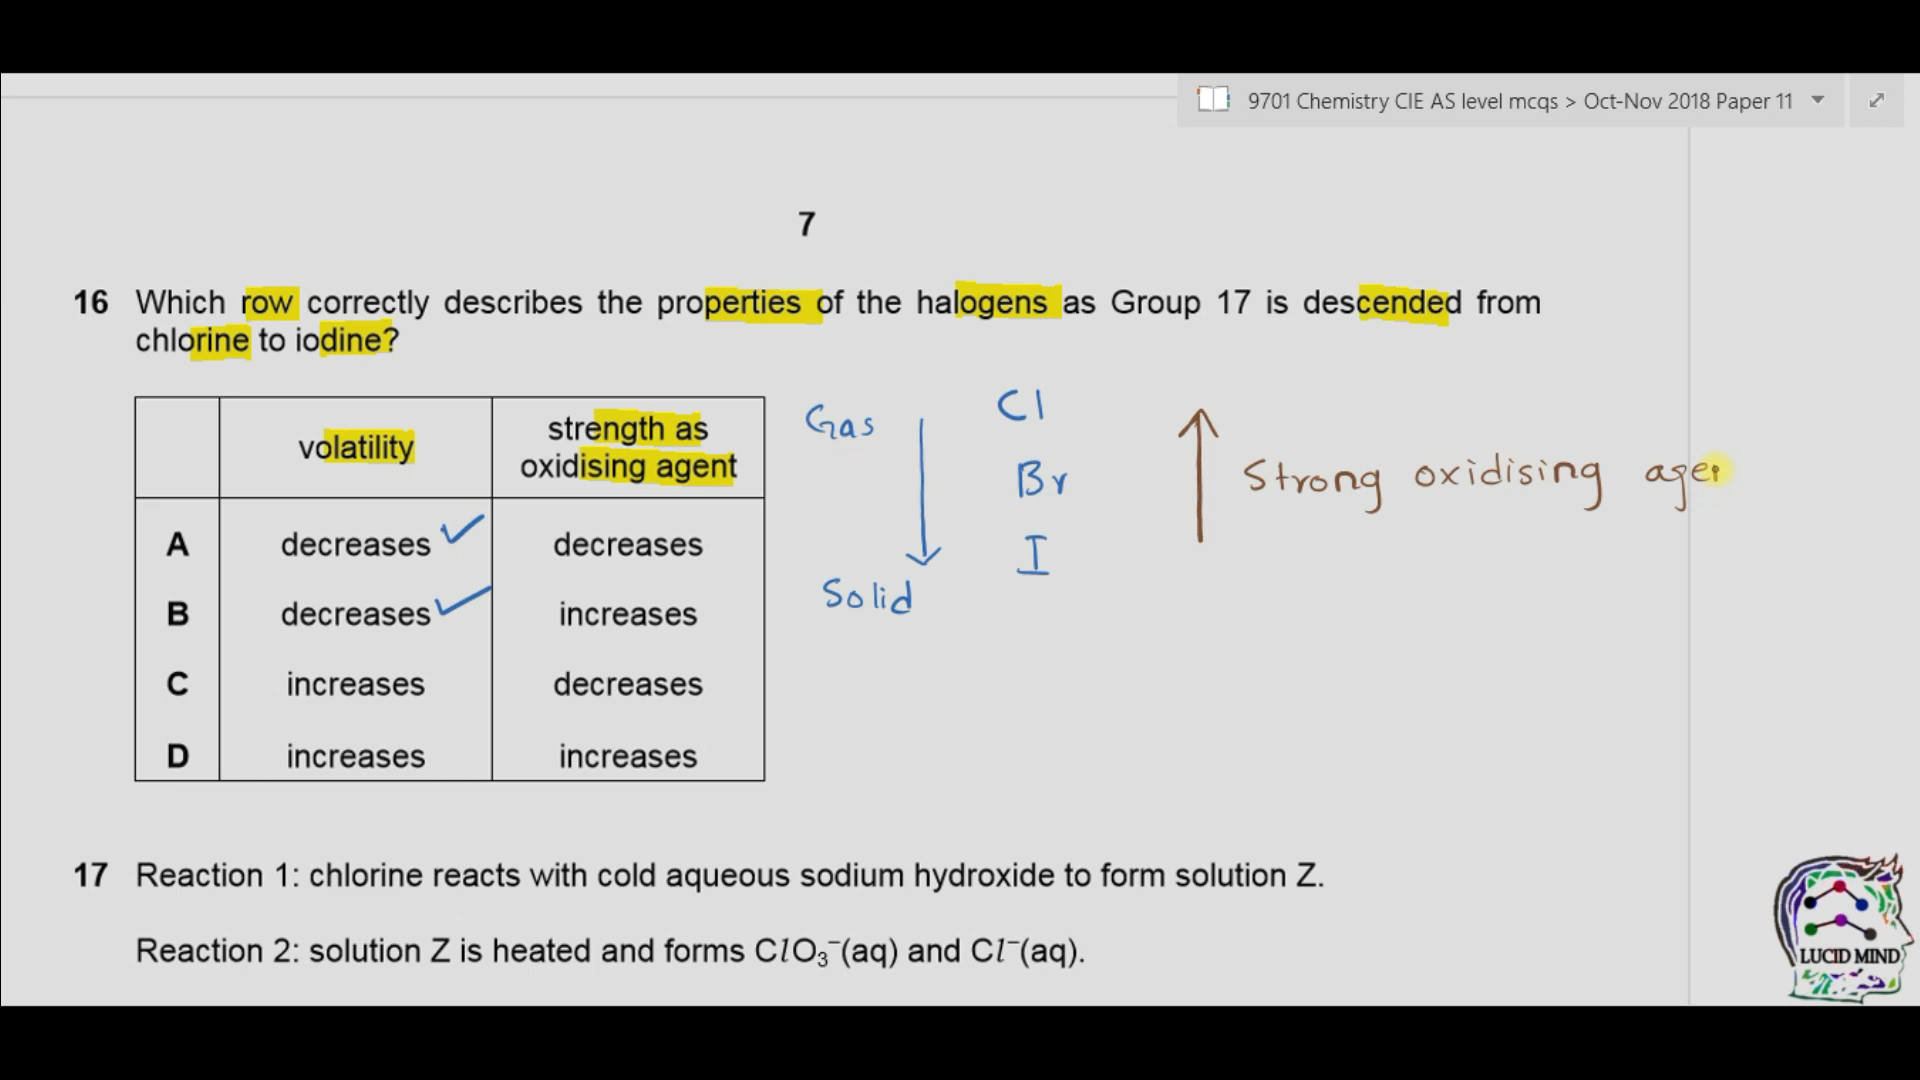 9701 Chemistry CIE AS level mcqs > Oct-Nov 2018 Paper 11
7
16 Which row correctly describes the properties of the halogens as Group 17 is descended from
chlorine to iodine?
volatility
strength as
oxidising agent
A decreases decreases
B decreases increases
C increases decreases
D increases increases
Gas
Solid
Cl
Br
I
Strong oxidising
17 Reaction 1: chlorine reacts with cold aqueous sodium hydroxide to form solution Z.
Reaction 2: solution Z is heated and forms ClO₃⁻(aq) and Cl⁻(aq).
LUCID MIND